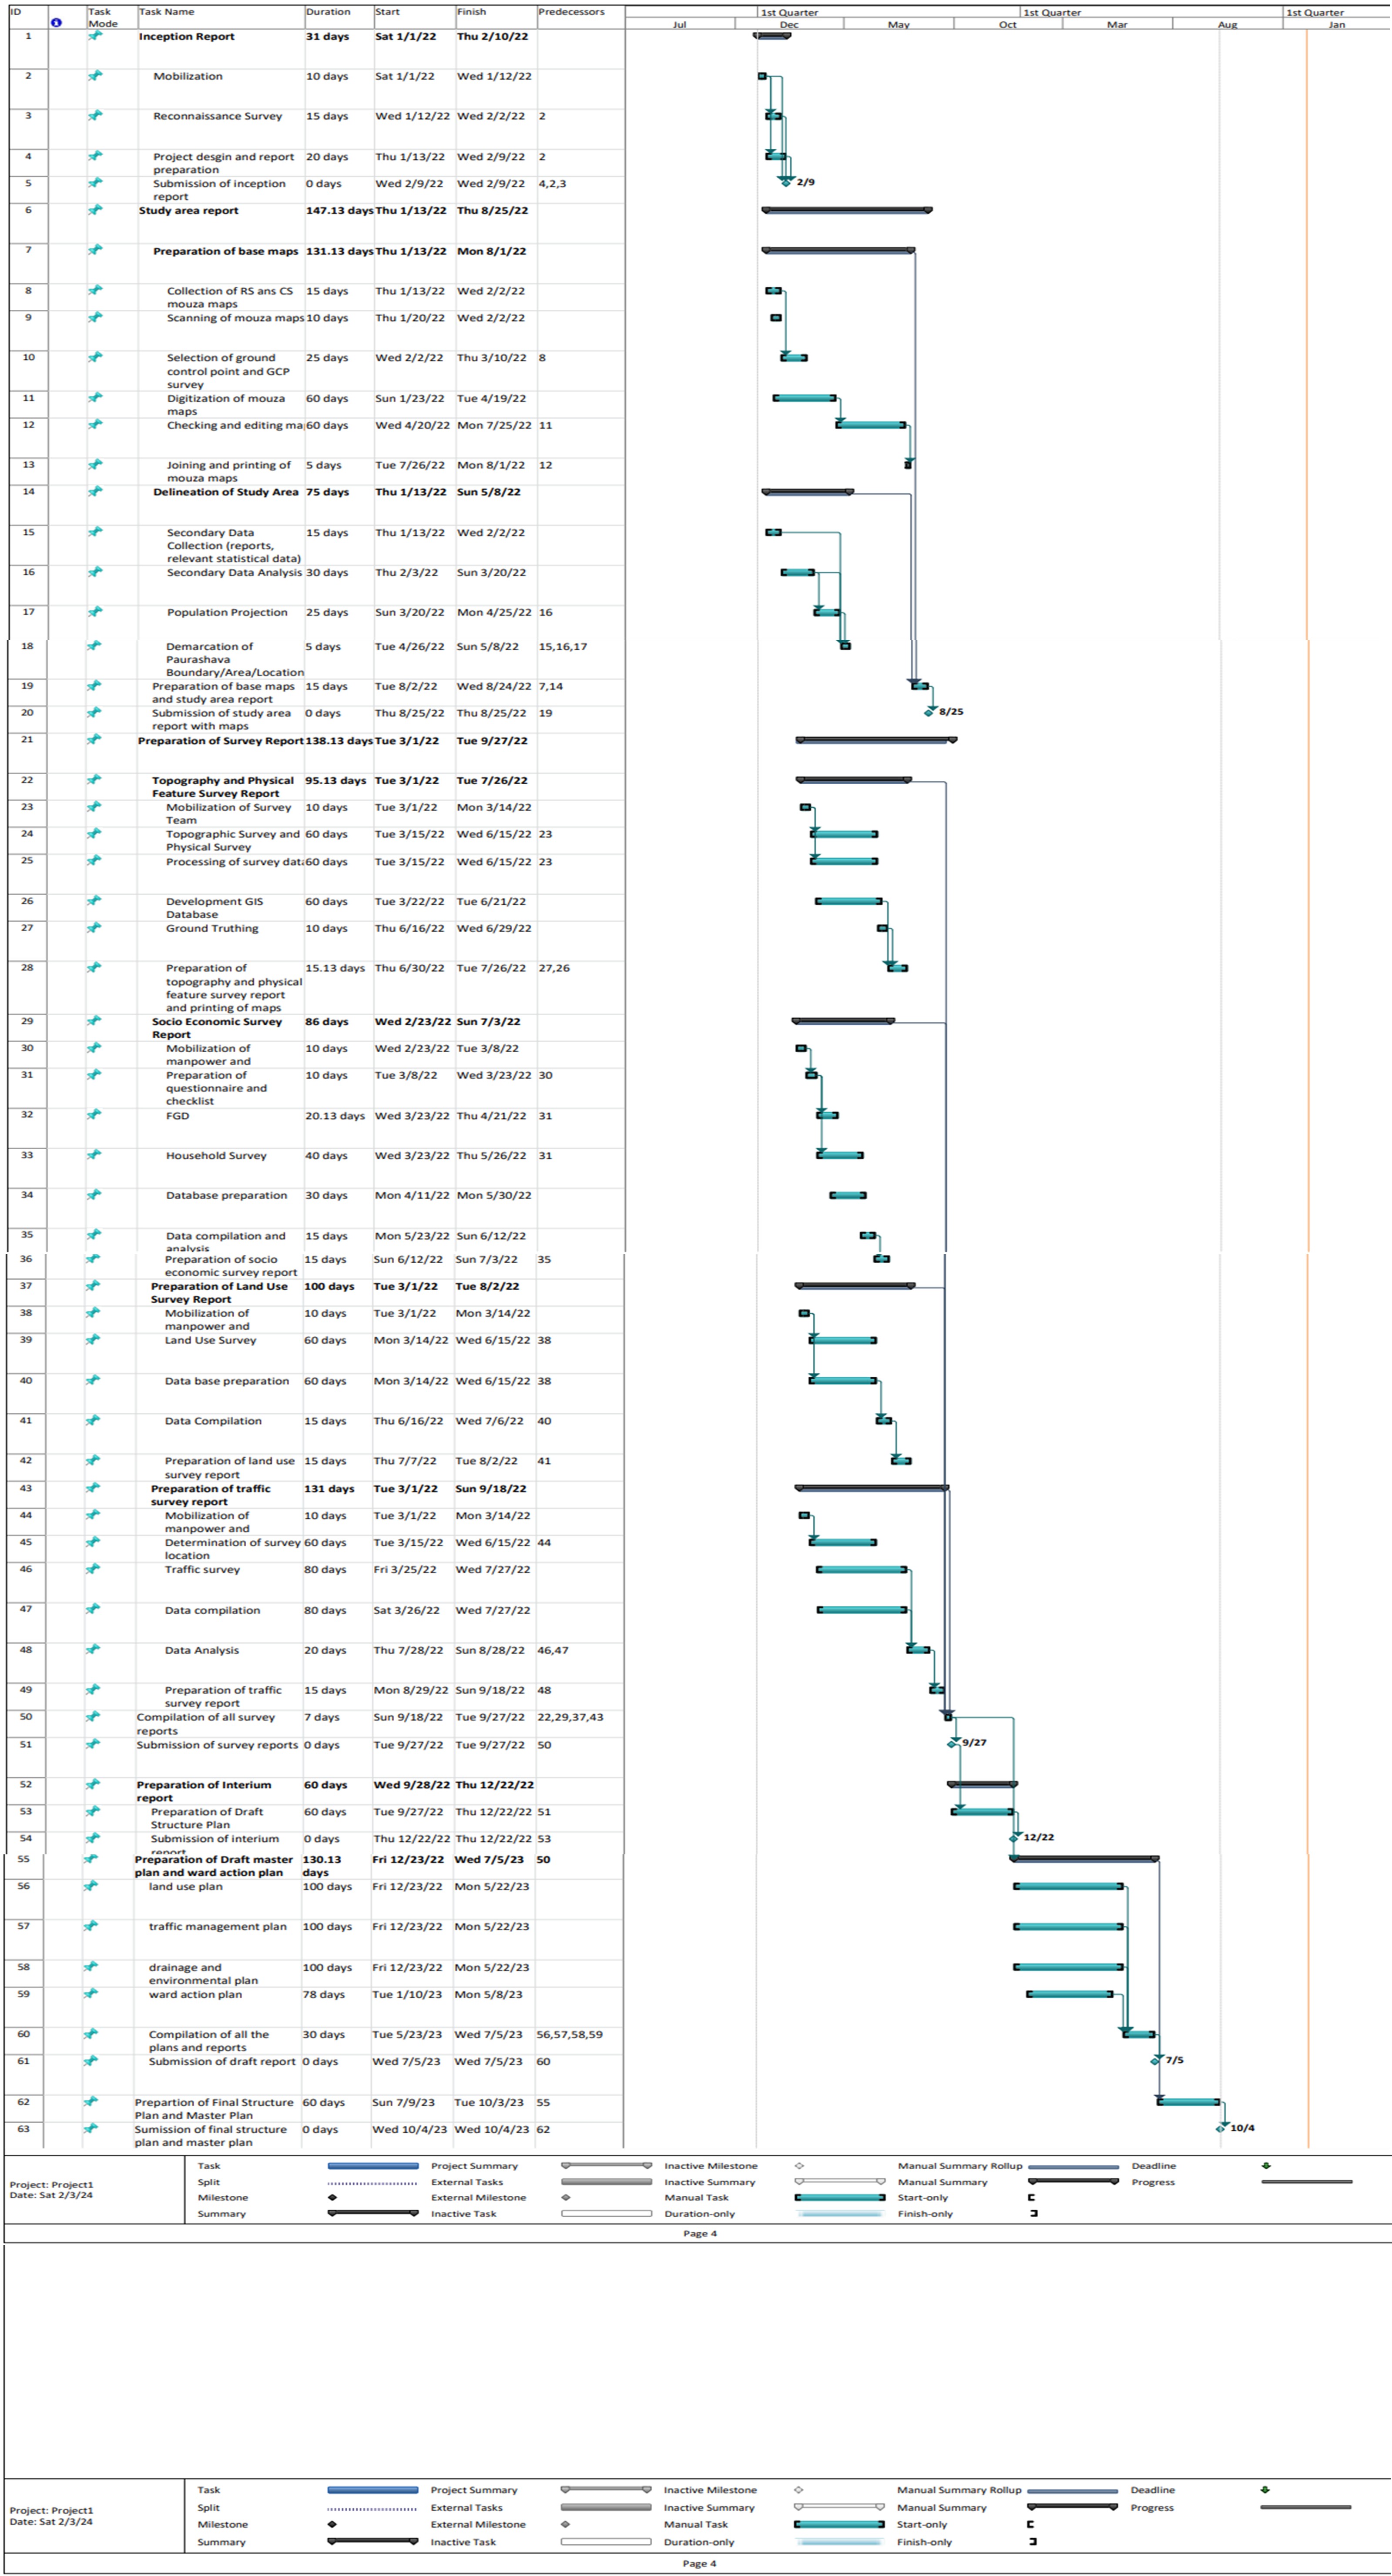 ID Task Mode Task Name Duration Start Finish Predecessors
1st Quarter 1st Quarter 1st Quarter
Jul Dec May Oct Mar Aug Jan
1 Inception Report 31 days Sat 1/1/22 Thu 2/10/22
2 Mobilization 10 days Sat 1/1/22 Wed 1/12/22
3 Reconnaissance Survey 15 days Wed 1/12/22 Wed 2/2/22 2
4 Project desgin and report preparation 20 days Thu 1/13/22 Wed 2/9/22 2
5 Submission of inception report 0 days Wed 2/9/22 Wed 2/9/22 4,2,3 2/9
6 Study area report 147.13 days Thu 1/13/22 Thu 8/25/22
7 Preparation of base maps 131.13 days Thu 1/13/22 Mon 8/1/22
8 Collection of RS ans CS mouza maps 15 days Thu 1/13/22 Wed 2/2/22
9 Scanning of mouza maps 10 days Thu 1/20/22 Wed 2/2/22
10 Selection of ground control point and GCP survey 25 days Wed 2/2/22 Thu 3/10/22 8
11 Digitization of mouza maps 60 days Sun 1/23/22 Tue 4/19/22
12 Checking and editing ma 60 days Wed 4/20/22 Mon 7/25/22 11
13 Joining and printing of mouza maps 5 days Tue 7/26/22 Mon 8/1/22 12
14 Delineation of Study Area 75 days Thu 1/13/22 Sun 5/8/22
15 Secondary Data Collection (reports, relevant statistical data) 15 days Thu 1/13/22 Wed 2/2/22
16 Secondary Data Analysis 30 days Thu 2/3/22 Sun 3/20/22
17 Population Projection 25 days Sun 3/20/22 Mon 4/25/22 16
18 Demarcation of Paurashava Boundary/Area/Location 5 days Tue 4/26/22 Sun 5/8/22 15,16,17
19 Preparation of base maps and study area report 15 days Tue 8/2/22 Wed 8/24/22 7,14
20 Submission of study area report with maps 0 days Thu 8/25/22 Thu 8/25/22 19 8/25
21 Preparation of Survey Report 138.13 days Tue 3/1/22 Tue 9/27/22
22 Topography and Physical Feature Survey Report 95.13 days Tue 3/1/22 Tue 7/26/22
23 Mobilization of Survey Team 10 days Tue 3/1/22 Mon 3/14/22
24 Topographic Survey and Physical Survey 60 days Tue 3/15/22 Wed 6/15/22 23
25 Processing of survey data 60 days Tue 3/15/22 Wed 6/15/22 23
26 Development GIS Database 60 days Tue 3/22/22 Tue 6/21/22
27 Ground Truthing 10 days Thu 6/16/22 Wed 6/29/22
28 Preparation of topography and physical feature survey report and printing of maps 15.13 days Thu 6/30/22 Tue 7/26/22 27,26
29 Socio Economic Survey Report 86 days Wed 2/23/22 Sun 7/3/22
30 Mobilization of manpower and 10 days Wed 2/23/22 Tue 3/8/22
31 Preparation of questionnaire and checklist 10 days Tue 3/8/22 Wed 3/23/22 30
32 FGD 20.13 days Wed 3/23/22 Thu 4/21/22 31
33 Household Survey 40 days Wed 3/23/22 Thu 5/26/22 31
34 Database preparation 30 days Mon 4/11/22 Mon 5/30/22
35 Data compilation and analysis 15 days Mon 5/23/22 Sun 6/12/22
36 Preparation of socio economic survey report 15 days Sun 6/12/22 Sun 7/3/22 35
37 Preparation of Land Use Survey Report 100 days Tue 3/1/22 Tue 8/2/22
38 Mobilization of manpower and 10 days Tue 3/1/22 Mon 3/14/22
39 Land Use Survey 60 days Mon 3/14/22 Wed 6/15/22 38
40 Data base preparation 60 days Mon 3/14/22 Wed 6/15/22 38
41 Data Compilation 15 days Thu 6/16/22 Wed 7/6/22 40
42 Preparation of land use survey report 15 days Thu 7/7/22 Tue 8/2/22 41
43 Preparation of traffic survey report 131 days Tue 3/1/22 Sun 9/18/22
44 Mobilization of manpower and 10 days Tue 3/1/22 Mon 3/14/22
45 Determination of survey location 60 days Tue 3/15/22 Wed 6/15/22 44
46 Traffic survey 80 days Fri 3/25/22 Wed 7/27/22
47 Data compilation 80 days Sat 3/26/22 Wed 7/27/22
48 Data Analysis 20 days Thu 7/28/22 Sun 8/28/22 46,47
49 Preparation of traffic survey report 15 days Mon 8/29/22 Sun 9/18/22 48
50 Compilation of all survey reports 7 days Sun 9/18/22 Tue 9/27/22 22,29,37,43
51 Submission of survey reports 0 days Tue 9/27/22 Tue 9/27/22 50 9/27
52 Preparation of Interium report 60 days Wed 9/28/22 Thu 12/22/22
53 Preparation of Draft Structure Plan 60 days Tue 9/27/22 Thu 12/22/22 51
54 Submission of interium report 0 days Thu 12/22/22 Thu 12/22/22 53 12/22
55 Preparation of Draft master plan and ward action plan 130.13 days Fri 12/23/22 Wed 7/5/23 50
56 land use plan 100 days Fri 12/23/22 Mon 5/22/23
57 traffic management plan 100 days Fri 12/23/22 Mon 5/22/23
58 drainage and environmental plan 100 days Fri 12/23/22 Mon 5/22/23
59 ward action plan 78 days Tue 1/10/23 Mon 5/8/23
60 Compilation of all the plans and reports 30 days Tue 5/23/23 Wed 7/5/23 56,57,58,59
61 Submission of draft report 0 days Wed 7/5/23 Wed 7/5/23 60 7/5
62 Prepartion of Final Structure Plan and Master Plan 60 days Sun 7/9/23 Tue 10/3/23 55
63 Sumission of final structure plan and master plan 0 days Wed 10/4/23 Wed 10/4/23 62 10/4
Project: Project1
Date: Sat 2/3/24
Task Project Summary Inactive Milestone Manual Summary Rollup Deadline
Split External Tasks Inactive Summary Manual Summary Progress
Milestone External Milestone Manual Task Start-only
Summary Inactive Task Duration-only Finish-only
Page 4
Project: Project1
Date: Sat 2/3/24
Task Project Summary Inactive Milestone Manual Summary Rollup Deadline
Split External Tasks Inactive Summary Manual Summary Progress
Milestone External Milestone Manual Task Start-only
Summary Inactive Task Duration-only Finish-only
Page 4